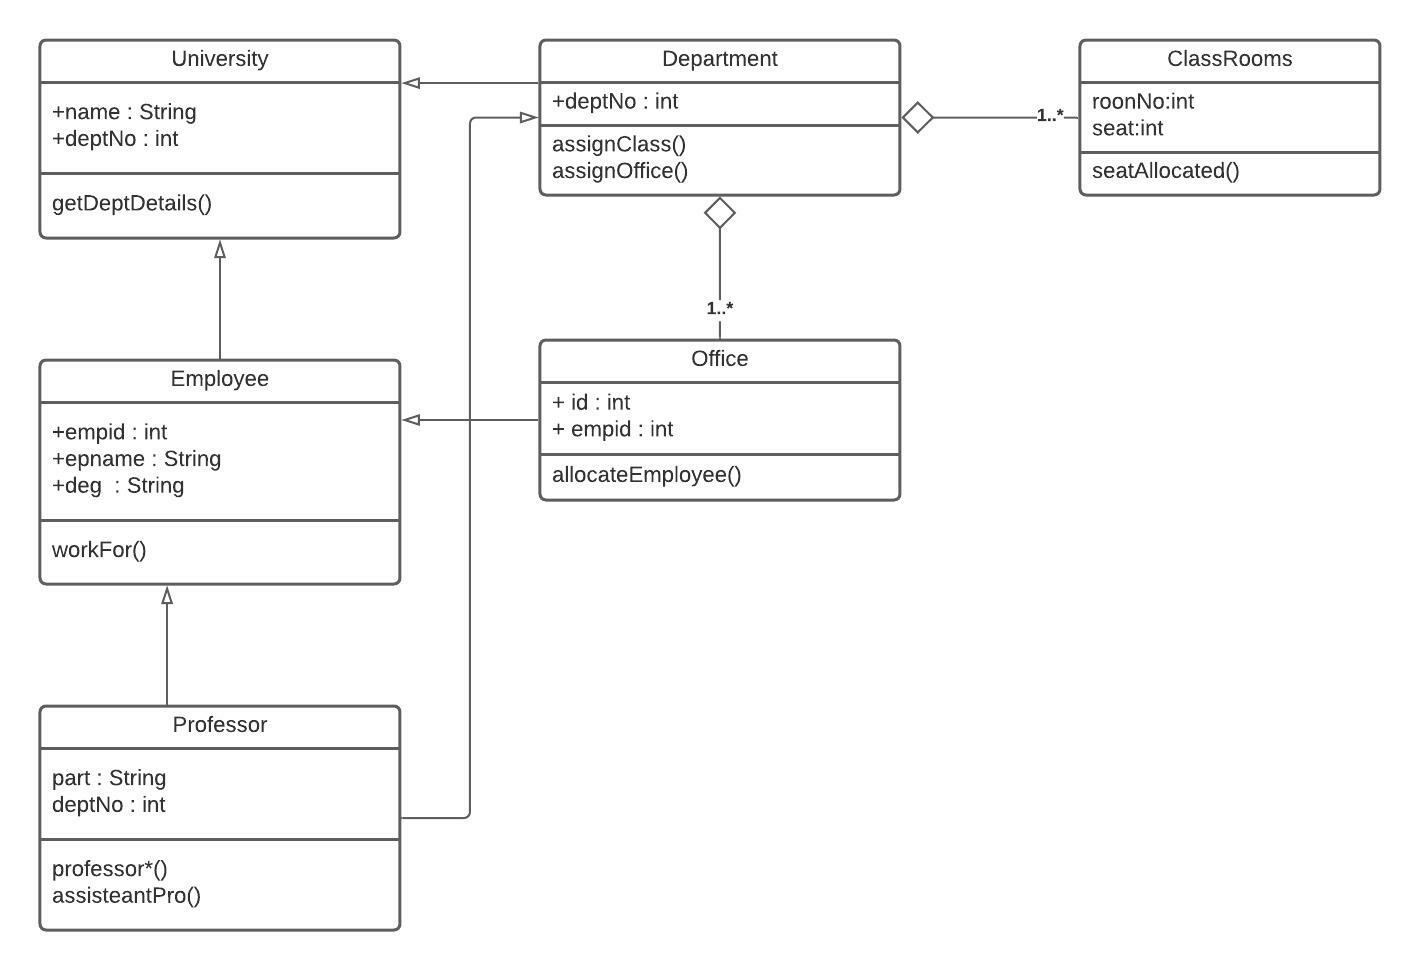 University
+name : String
+deptNo : int
getDeptDetails()
Department
+deptNo : int
assignClass()
assignOffice()
1..*
ClassRooms
roonNo:int
seat:int
seatAllocated()
1..*
Employee
+empid : int
+epname : String
+deg  : String
workFor()
Office
+ id : int
+ empid : int
allocateEmployee()
Professor
part : String
deptNo : int
professor*()
assisteantPro()